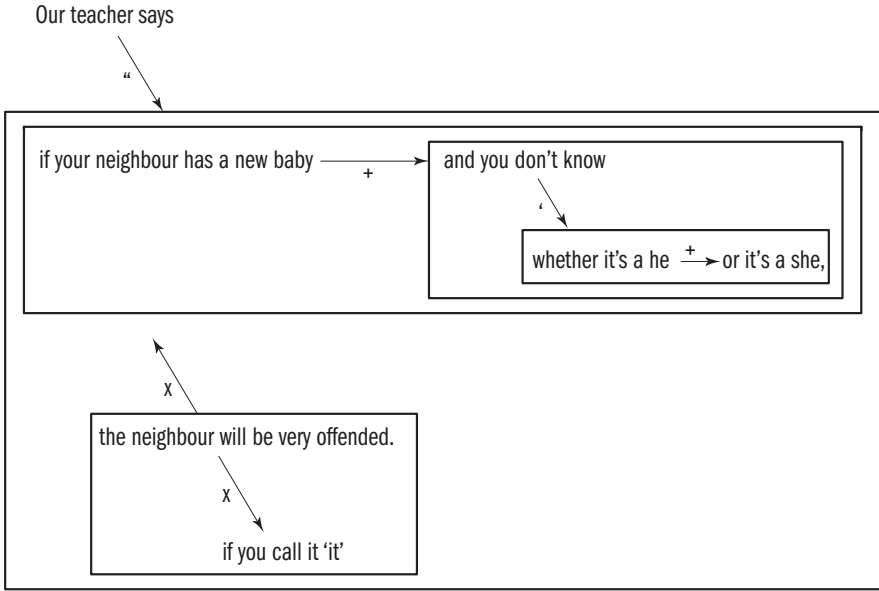 Our teacher says
“
if your neighbour has a new baby + and you don't know
‘
whether it's a he + or it's a she,
x
the neighbour will be very offended.
x
if you call it ‘it’